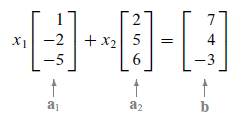 x₁ [1 −2 −5] + x₂ [2 5 6] = [7 4 −3]
a₁ a₂ b